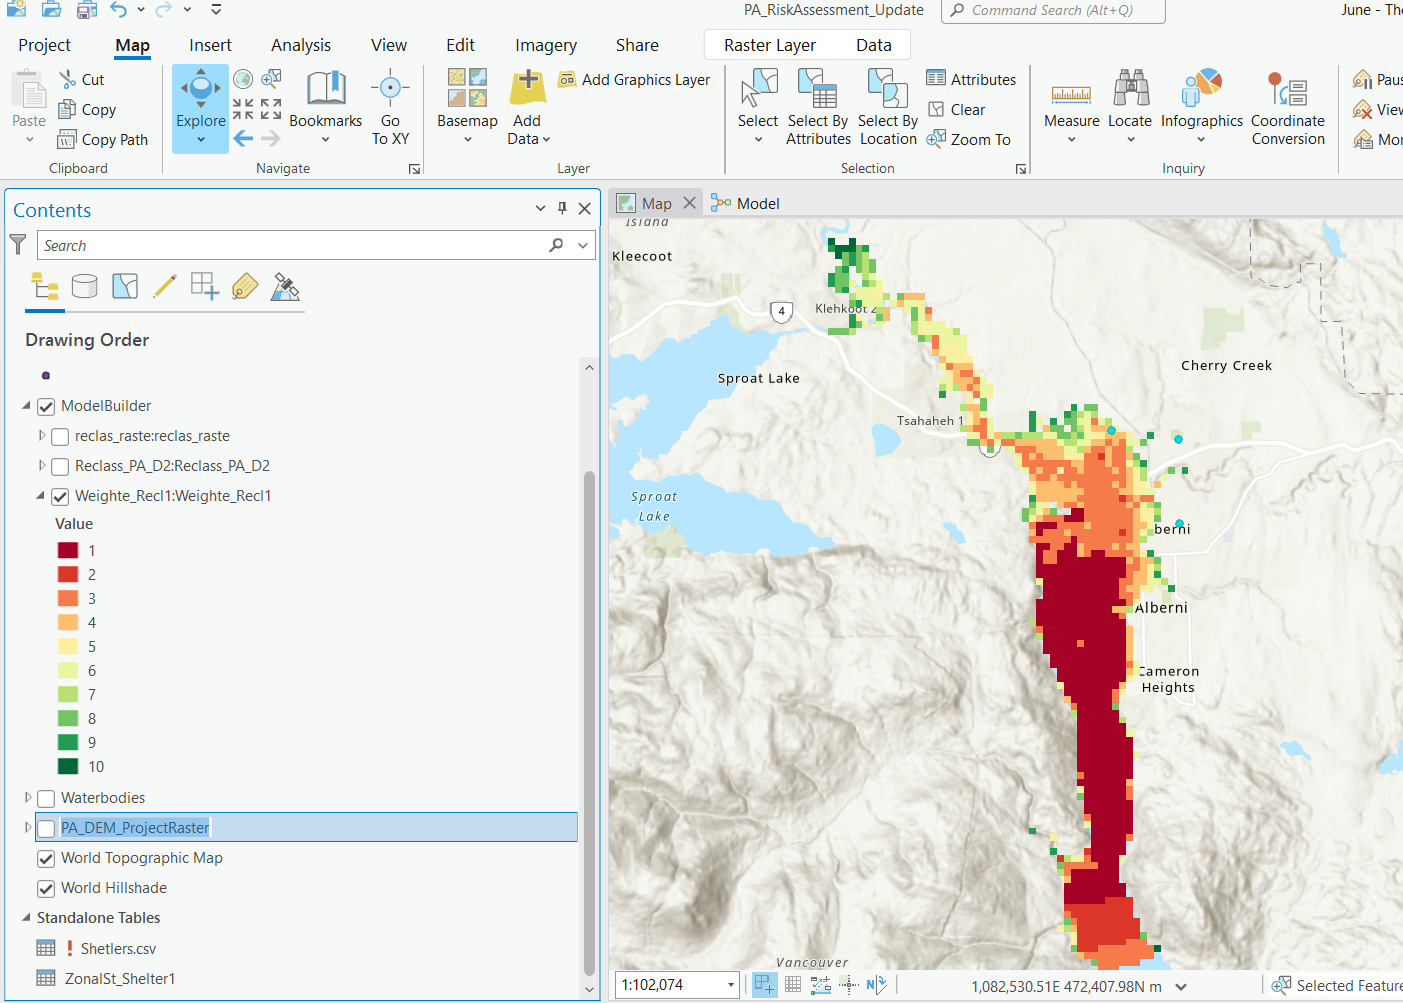 PA_RiskAssessment_Update
Command Search (Alt+Q)
June - The
Project
Map
Insert
Analysis
View
Edit
Imagery
Share
Raster Layer
Data
Paste
Cut
Copy
Copy Path
Clipboard
Explore
Bookmarks
Go
To XY
Navigate
Basemap
Add
Data
Add Graphics Layer
Layer
Select
Select By
Attributes
Select By
Location
Attributes
Clear
Zoom To
Selection
Measure
Locate
Infographics
Coordinate
Conversion
Inquiry
Paus
View
Mor
Contents
Search
Drawing Order
ModelBuilder
reclas_raste:reclas_raste
Reclass_PA_D2:Reclass_PA_D2
Weighte_Recl1:Weighte_Recl1
Value
1
2
3
4
5
6
7
8
9
10
Waterbodies
PA_DEM_ProjectRaster
World Topographic Map
World Hillshade
Standalone Tables
Shetlers.csv
ZonalSt_Shelter1
Map
Model
Island
Kleecoot
4
Klehkoot 2
Sproat Lake
Cherry Creek
Tsahaheh 1
Sproat
Lake
berni
Alberni
Cameron
Heights
Vancouver
1:102,074
1,082,530.51E 472,407.98N m
Selected Feature